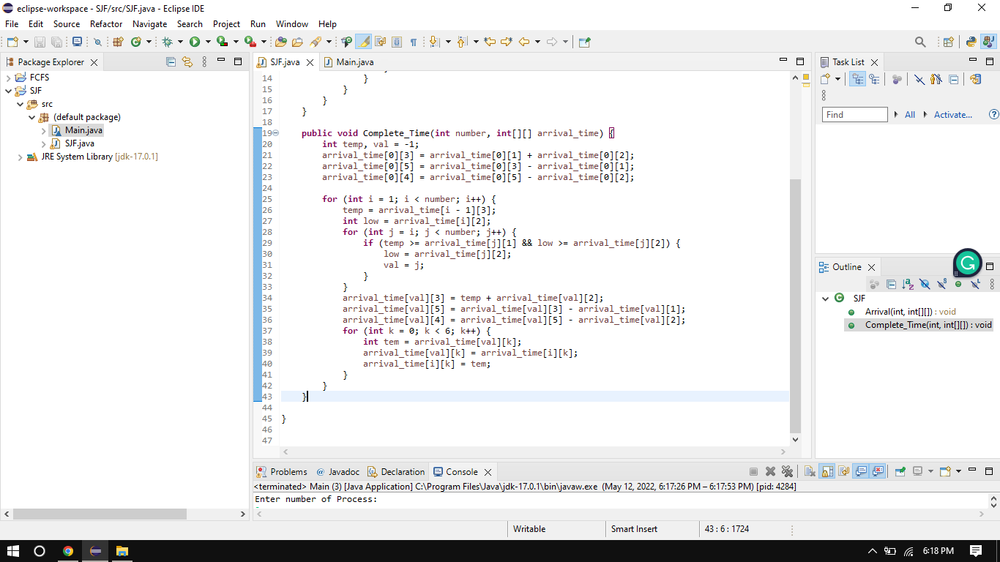 eclipse-workspace - SJF/src/SJF.java - Eclipse IDE
File Edit Source Refactor Navigate Search Project Run Window Help
Package Explorer
FCFS
SJF
src
(default package)
Main.java
SJF.java
JRE System Library [jdk-17.0.1]
SJF.java Main.java
14 }
15 }
16 }
17 }
18
19 public void Complete_Time(int number, int[][] arrival_time) {
20 int temp, val = -1;
21 arrival_time[0][3] = arrival_time[0][1] + arrival_time[0][2];
22 arrival_time[0][5] = arrival_time[0][3] - arrival_time[0][1];
23 arrival_time[0][4] = arrival_time[0][5] - arrival_time[0][2];
24
25 for (int i = 1; i < number; i++) {
26 temp = arrival_time[i - 1][3];
27 int low = arrival_time[i][2];
28 for (int j = i; j < number; j++) {
29 if (temp >= arrival_time[j][1] && low >= arrival_time[j][2]) {
30 low = arrival_time[j][2];
31 val = j;
32 }
33 }
34 arrival_time[val][3] = temp + arrival_time[val][2];
35 arrival_time[val][5] = arrival_time[val][3] - arrival_time[val][1];
36 arrival_time[val][4] = arrival_time[val][5] - arrival_time[val][2];
37 for (int k = 0; k < 6; k++) {
38 int tem = arrival_time[val][k];
39 arrival_time[val][k] = arrival_time[i][k];
40 arrival_time[i][k] = tem;
41 }
42 }
43 }
44
45 }
46
47
Task List
Find All Activate...
Outline
SJF
Arrival(int, int[][]) : void
Complete_Time(int, int[][]) : void
Problems @ Javadoc Declaration Console
<terminated> Main (3) [Java Application] C:\Program Files\Java\jdk-17.0.1\bin\javaw.exe (May 12, 2022, 6:17:26 PM – 6:17:53 PM) [pid: 4284]
Enter number of Process:
Writable Smart Insert 43 : 6 : 1724
6:18 PM